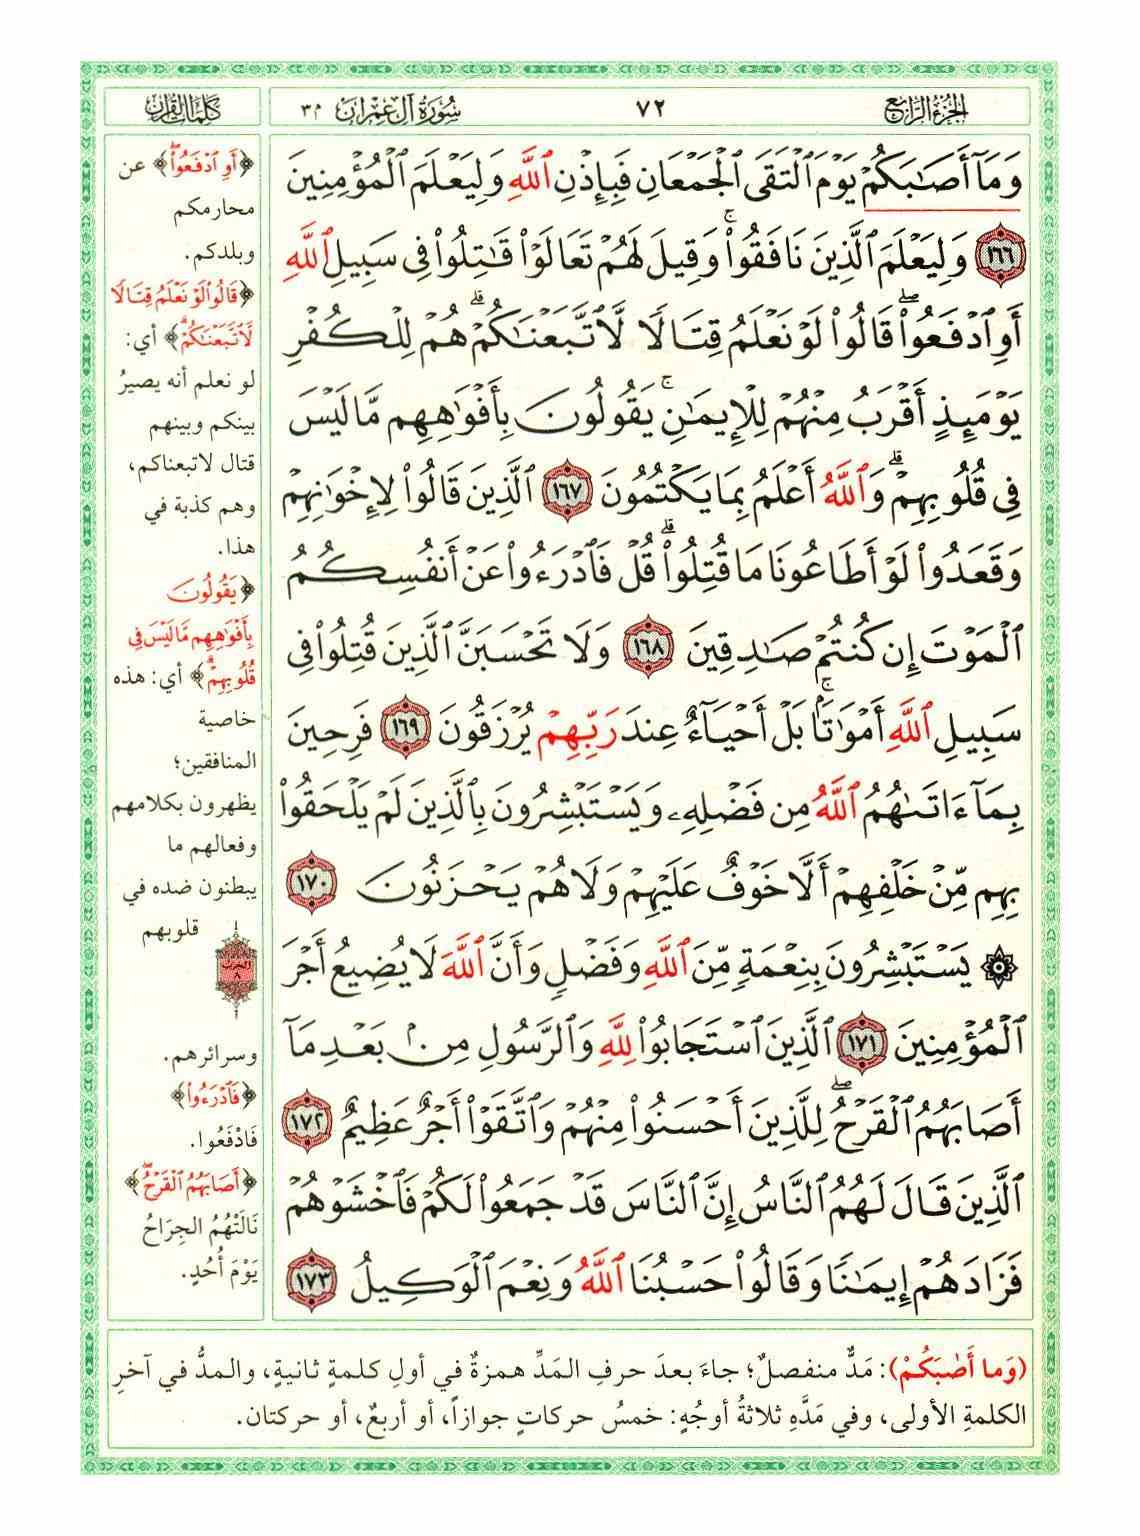 الجزء الرابع
٧٢
سورة آل عمران ٣م
كلمات القرآن
وَمَآ أَصَـٰبَكُمْ يَوْمَ ٱلْتَقَى ٱلْجَمْعَانِ فَبِإِذْنِ ٱللَّهِ وَلِيَعْلَمَ ٱلْمُؤْمِنِينَ
١٦٦ وَلِيَعْلَمَ ٱلَّذِينَ نَافَقُوا۟ ۚ وَقِيلَ لَهُمْ تَعَالَوْا۟ قَـٰتِلُوا۟ فِى سَبِيلِ ٱللَّهِ
أَوِ ٱدْفَعُوا۟ ۖ قَالُوا۟ لَوْ نَعْلَمُ قِتَالًا لَّٱتَّبَعْنَـٰكُمْ ۗ هُمْ لِلْكُفْرِ
يَوْمَئِذٍ أَقْرَبُ مِنْهُمْ لِلْإِيمَـٰنِ ۚ يَقُولُونَ بِأَفْوَٰهِهِم مَّا لَيْسَ
فِى قُلُوبِهِمْ ۗ وَٱللَّهُ أَعْلَمُ بِمَا يَكْتُمُونَ ١٦٧ ٱلَّذِينَ قَالُوا۟ لِإِخْوَٰنِهِمْ
وَقَعَدُوا۟ لَوْ أَطَاعُونَا مَا قُتِلُوا۟ ۗ قُلْ فَٱدْرَءُوا۟ عَنْ أَنفُسِكُمُ
ٱلْمَوْتَ إِن كُنتُمْ صَـٰدِقِينَ ١٦٨ وَلَا تَحْسَبَنَّ ٱلَّذِينَ قُتِلُوا۟ فِى
سَبِيلِ ٱللَّهِ أَمْوَٰتًۢا ۚ بَلْ أَحْيَآءٌ عِندَ رَبِّهِمْ يُرْزَقُونَ ١٦٩ فَرِحِينَ
بِمَآ ءَاتَىٰهُمُ ٱللَّهُ مِن فَضْلِهِۦ وَيَسْتَبْشِرُونَ بِٱلَّذِينَ لَمْ يَلْحَقُوا۟
بِهِم مِّنْ خَلْفِهِمْ أَلَّا خَوْفٌ عَلَيْهِمْ وَلَا هُمْ يَحْزَنُونَ ١٧٠
۞ يَسْتَبْشِرُونَ بِنِعْمَةٍ مِّنَ ٱللَّهِ وَفَضْلٍ وَأَنَّ ٱللَّهَ لَا يُضِيعُ أَجْرَ
ٱلْمُؤْمِنِينَ ١٧١ ٱلَّذِينَ ٱسْتَجَابُوا۟ لِلَّهِ وَٱلرَّسُولِ مِنۢ بَعْدِ مَآ
أَصَابَهُمُ ٱلْقَرْحُ ۚ لِلَّذِينَ أَحْسَنُوا۟ مِنْهُمْ وَٱتَّقَوْا۟ أَجْرٌ عَظِيمٌ ١٧٢
ٱلَّذِينَ قَالَ لَهُمُ ٱلنَّاسُ إِنَّ ٱلنَّاسَ قَدْ جَمَعُوا۟ لَكُمْ فَٱخْشَوْهُمْ
فَزَادَهُمْ إِيمَـٰنًا وَقَالُوا۟ حَسْبُنَا ٱللَّهُ وَنِعْمَ ٱلْوَكِيلُ ١٧٣
﴿أَوِ ٱدْفَعُوا۟ ۖ﴾ عن
محارمكم
وبلدكم.
﴿قَالُوا۟ لَوْ نَعْلَمُ قِتَالًا
لَّٱتَّبَعْنَـٰكُمْ ۗ﴾ أي:
لو نعلم أنه يصيرُ
بينكم وبينهم
قتال لاتبعناكم،
وهم كذبة في
هذا.
﴿يَقُولُونَ
بِأَفْوَٰهِهِم مَّا لَيْسَ فِى
قُلُوبِهِمْ ۗ﴾ أي: هذه
خاصية
المنافقين؛
يظهرون بكلامهم
وفعالهم ما
يبطنون ضده في
قلوبهم
الحزب
٨
وسرائرهم.
﴿فَٱدْرَءُوا۟﴾
فَادْفَعُوا.
﴿أَصَابَهُمُ ٱلْقَرْحُ ۚ﴾
نَالَتْهُمُ الجِرَاحُ
يَوْمَ أُحُدٍ.
(وَما أَصَـٰبَكُمْ): مَدٌّ منفصلٌ؛ جاءَ بعدَ حرفِ المَدِّ همزةٌ في أولِ كلمةٍ ثانيةٍ، والمدُّ في آخرِ
الكلمةِ الأولى، وفي مَدِّهِ ثلاثةُ أوجُهٍ: خمسُ حركاتٍ جوازاً، أو أربعٌ، أو حركتان.